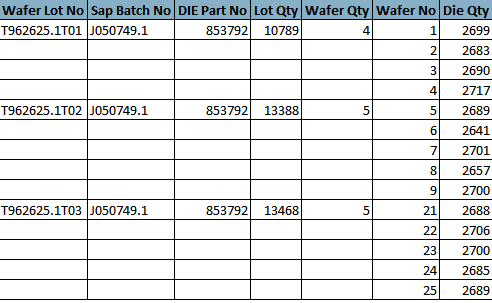 Wafer Lot No Sap Batch No DIE Part No Lot Qty Wafer Qty Wafer No Die Qty
T962625.1T01 J050749.1 853792 10789 4 1 2699
2 2683
3 2690
4 2717
T962625.1T02 J050749.1 853792 13388 5 5 2689
6 2641
7 2701
8 2657
9 2700
T962625.1T03 J050749.1 853792 13468 5 21 2688
22 2706
23 2700
24 2685
25 2689